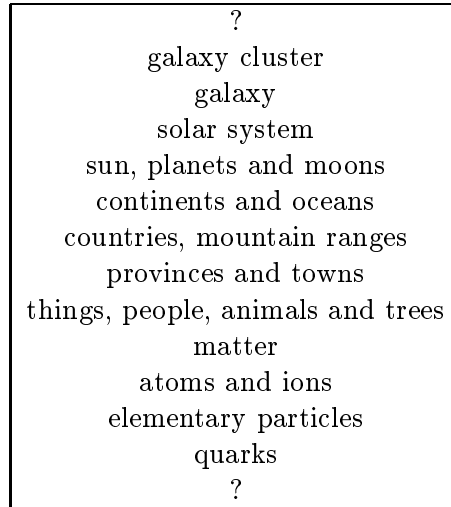 ?
galaxy cluster
galaxy
solar system
sun, planets and moons
continents and oceans
countries, mountain ranges
provinces and towns
things, people, animals and trees
matter
atoms and ions
elementary particles
quarks
?